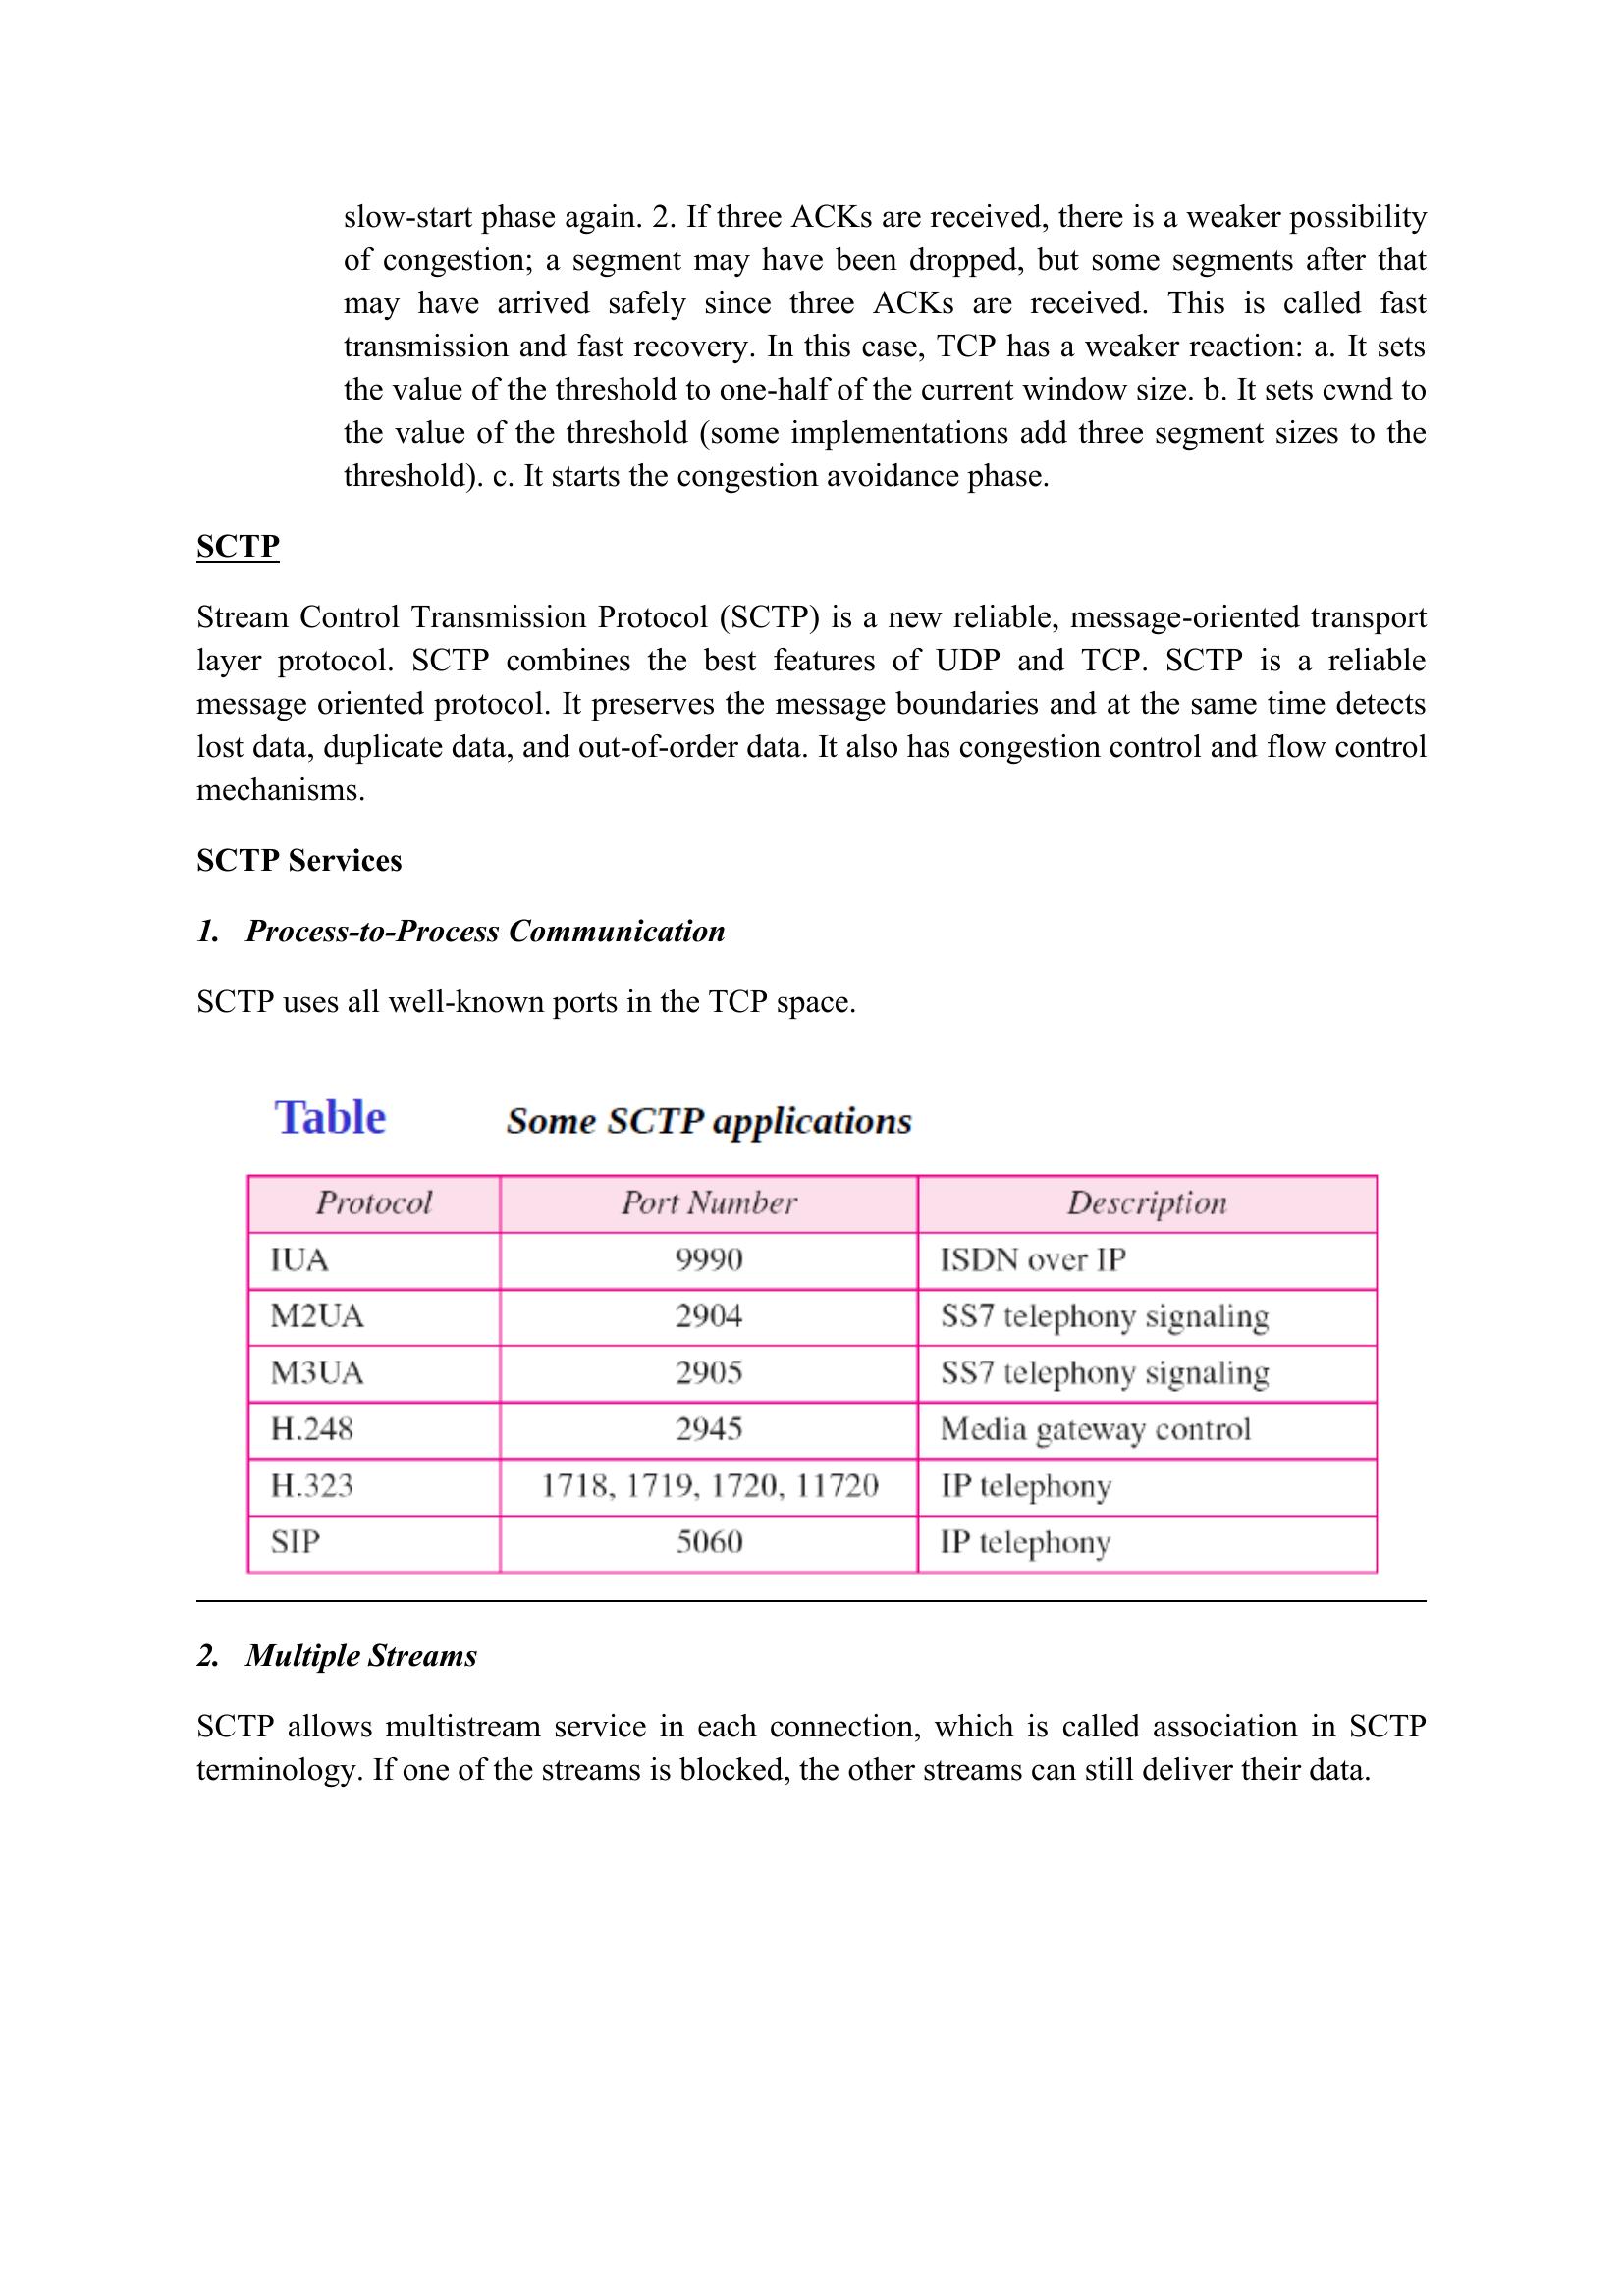 slow-start phase again. 2. If three ACKs are received, there is a weaker possibility
of congestion; a segment may have been dropped, but some segments after that
may have arrived safely since three ACKs are received. This is called fast
transmission and fast recovery. In this case, TCP has a weaker reaction: a. It sets
the value of the threshold to one-half of the current window size. b. It sets cwnd to
the value of the threshold (some implementations add three segment sizes to the
threshold). c. It starts the congestion avoidance phase.
SCTP
Stream Control Transmission Protocol (SCTP) is a new reliable, message-oriented transport
layer protocol. SCTP combines the best features of UDP and TCP. SCTP is a reliable
message oriented protocol. It preserves the message boundaries and at the same time detects
lost data, duplicate data, and out-of-order data. It also has congestion control and flow control
mechanisms.
SCTP Services
1. Process-to-Process Communication
SCTP uses all well-known ports in the TCP space.
Table Some SCTP applications
Protocol Port Number Description
IUA 9990 ISDN over IP
M2UA 2904 SS7 telephony signaling
M3UA 2905 SS7 telephony signaling
H.248 2945 Media gateway control
H.323 1718, 1719, 1720, 11720 IP telephony
SIP 5060 IP telephony
2. Multiple Streams
SCTP allows multistream service in each connection, which is called association in SCTP
terminology. If one of the streams is blocked, the other streams can still deliver their data.